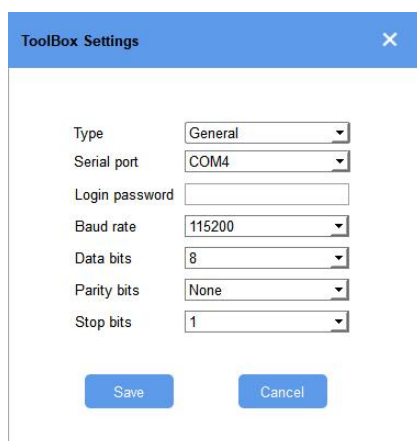 ToolBox Settings
Type General
Serial port COM4
Login password
Baud rate 115200
Data bits 8
Parity bits None
Stop bits 1
Save Cancel